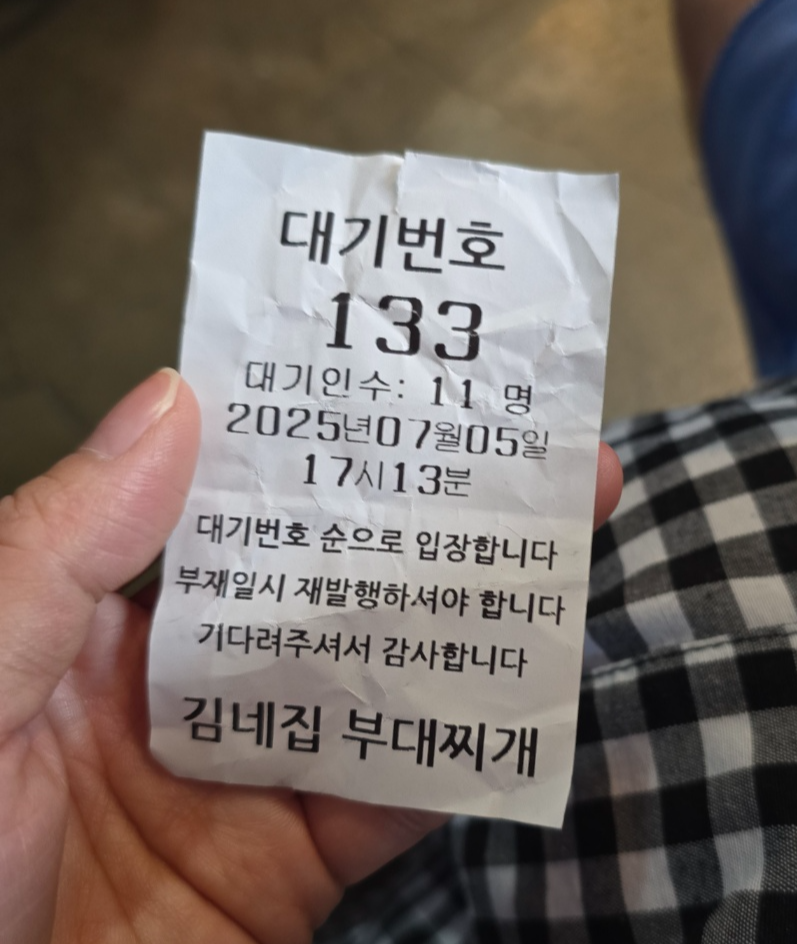 대기번호
133
대기인수: 11 명
2025년07월05일
17시13분
대기번호 순으로 입장합니다
부재일시 재발행하셔야 합니다
기다려주셔서 감사합니다
김네집 부대찌개